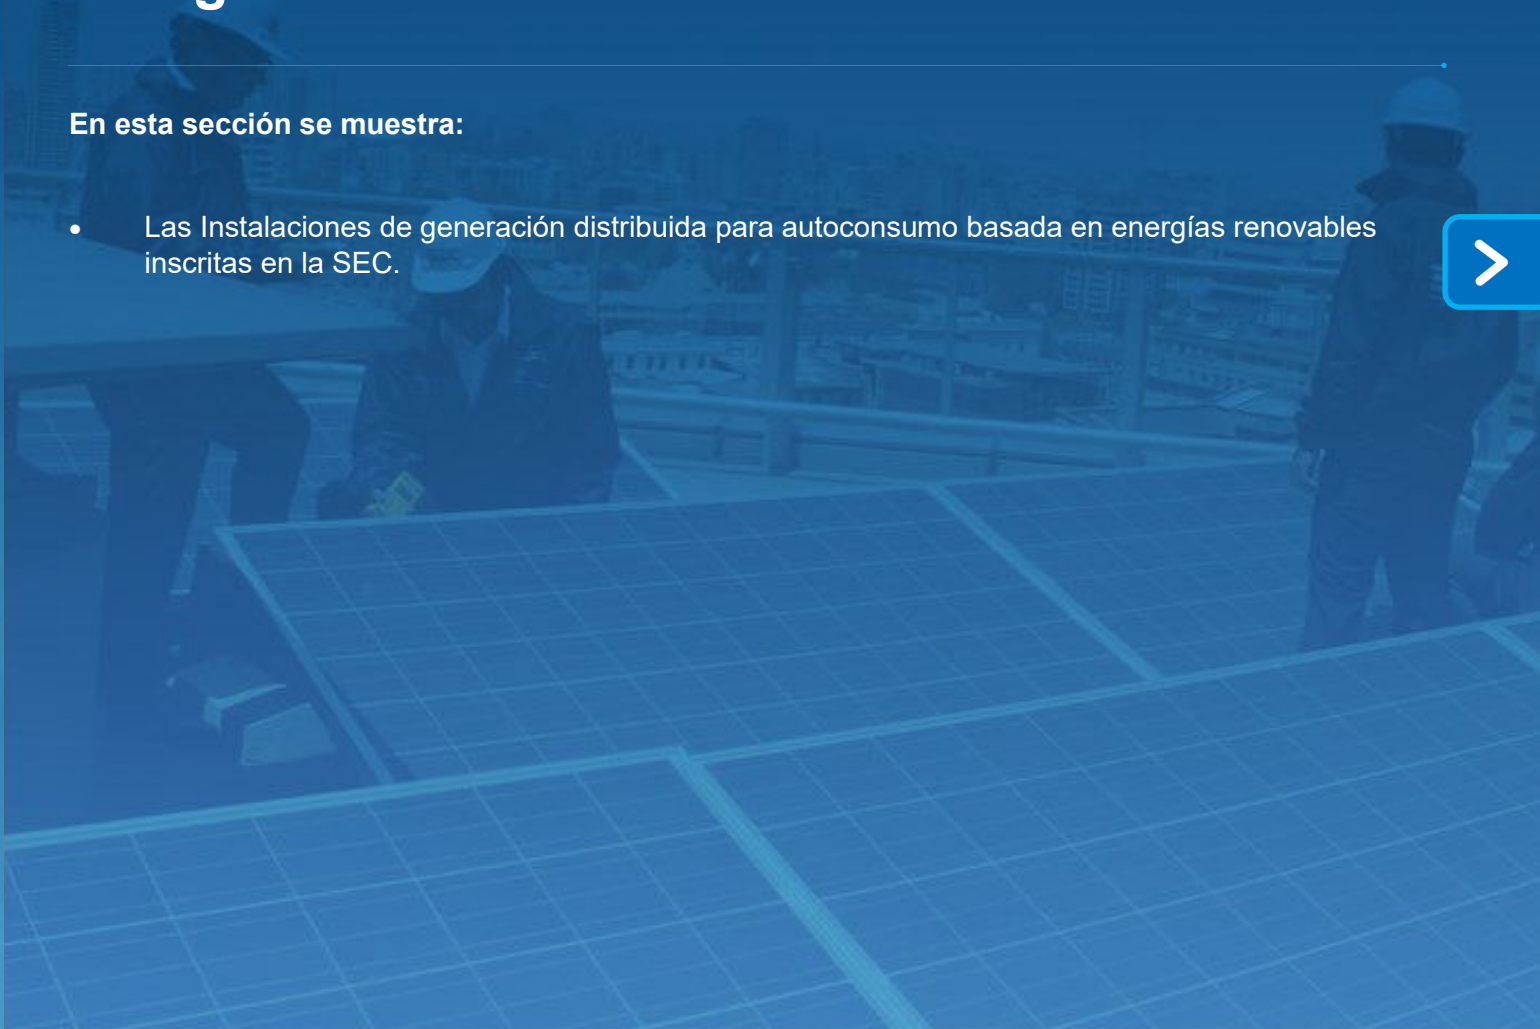 En esta sección se muestra:
• Las Instalaciones de generación distribuida para autoconsumo basada en energías renovables
inscritas en la SEC.